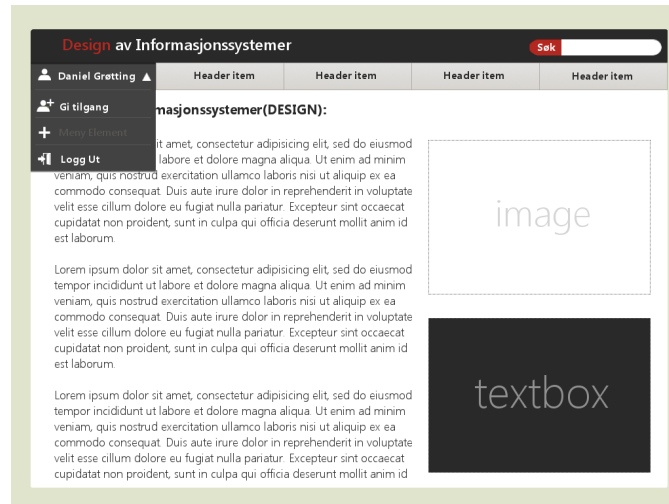 Design av Informasjonssystemer
Søk
Daniel Grøtting
Header item
Header item
Header item
Header item
Gi tilgang
Meny Element
Logg Ut
masjonssystemer(DESIGN):
it amet, consectetur adipisicing elit, sed do eiusmod
labore et dolore magna aliqua. Ut enim ad minim
veniam, quis nostrud exercitation ullamco laboris nisi ut aliquip ex ea
commodo consequat. Duis aute irure dolor in reprehenderit in voluptate
velit esse cillum dolore eu fugiat nulla pariatur. Excepteur sint occaecat
cupidatat non proident, sunt in culpa qui officia deserunt mollit anim id
est laborum.
Lorem ipsum dolor sit amet, consectetur adipisicing elit, sed do eiusmod
tempor incididunt ut labore et dolore magna aliqua. Ut enim ad minim
veniam, quis nostrud exercitation ullamco laboris nisi ut aliquip ex ea
commodo consequat. Duis aute irure dolor in reprehenderit in voluptate
velit esse cillum dolore eu fugiat nulla pariatur. Excepteur sint occaecat
cupidatat non proident, sunt in culpa qui officia deserunt mollit anim id
est laborum.
Lorem ipsum dolor sit amet, consectetur adipisicing elit, sed do eiusmod
tempor incididunt ut labore et dolore magna aliqua. Ut enim ad minim
veniam, quis nostrud exercitation ullamco laboris nisi ut aliquip ex ea
commodo consequat. Duis aute irure dolor in reprehenderit in voluptate
velit esse cillum dolore eu fugiat nulla pariatur. Excepteur sint occaecat
cupidatat non proident, sunt in culpa qui officia deserunt mollit anim id
image
textbox